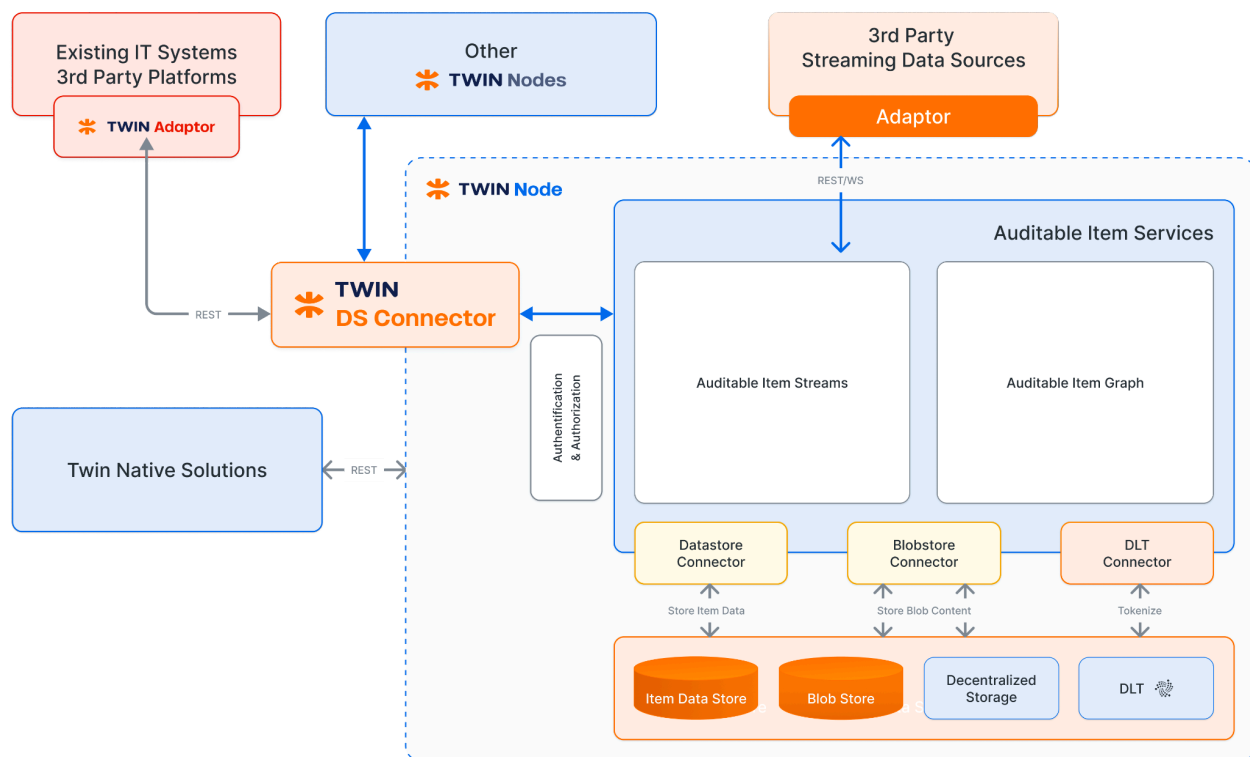 Existing IT Systems
3rd Party Platforms
TWIN Adaptor
Other
TWIN Nodes
3rd Party
Streaming Data Sources
Adaptor
REST/WS
TWIN Node
Auditable Item Services
TWIN
DS Connector
REST
Authentification
& Authorization
Auditable Item Streams
Auditable Item Graph
Twin Native Solutions
REST
Datastore
Connector
Blobstore
Connector
DLT
Connector
Store Item Data
Store Blob Content
Tokenize
Item Data Store
Blob Store
Decentralized
Storage
DLT